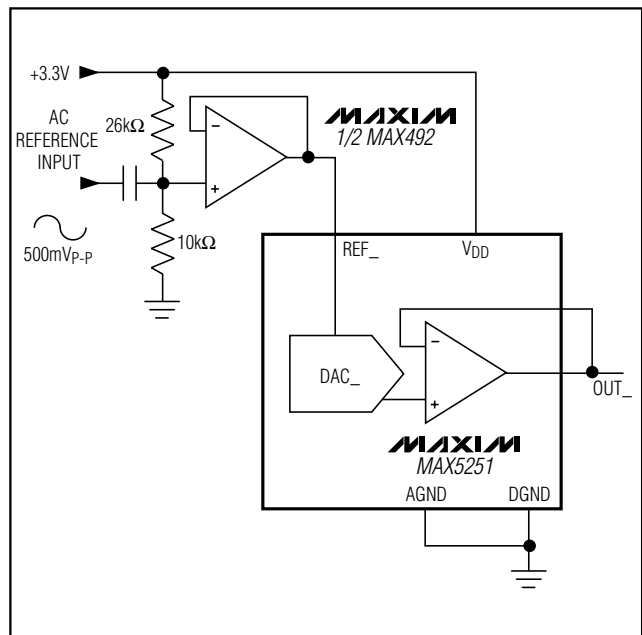 +3.3V
AC
REFERENCE
INPUT
26kΩ
−
+
MAXIM
1/2 MAX492
500mVP-P
10kΩ
REF_
VDD
DAC_
−
+
OUT_
MAXIM
MAX5251
AGND
DGND